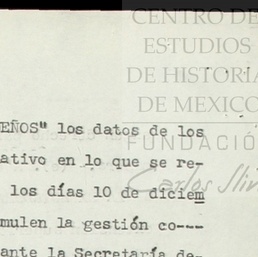 CENTRO DE
ESTUDIOS
DE HISTORIA
DE MEXICO
FUNDACIÓ
Carlos Slim
EÑOS" los datos de los
ativo en lo que se re-
los días 10 de diciem
mulen la gestión co---
ante la Secretaría de-